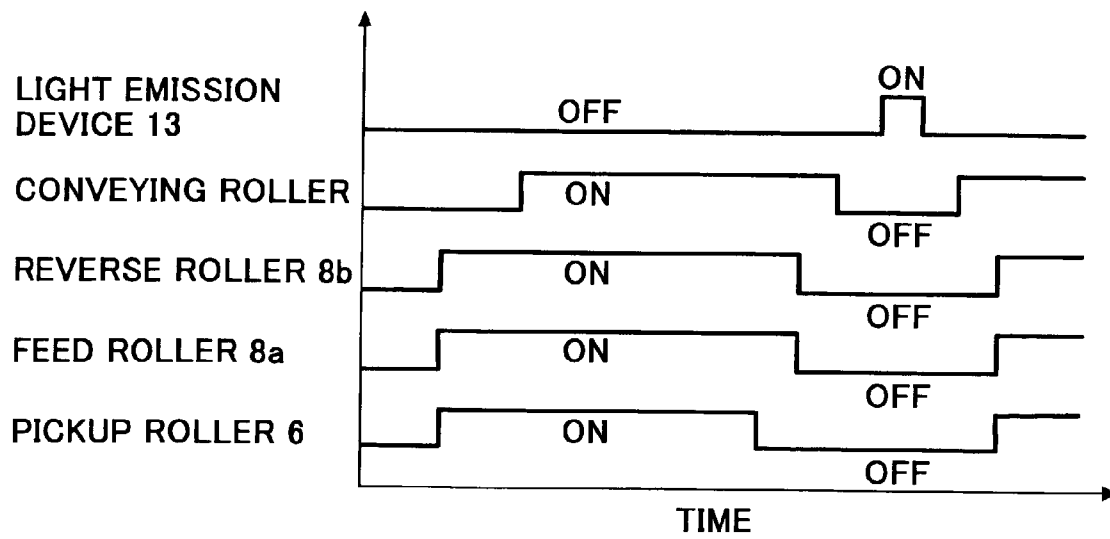 LIGHT EMISSION
DEVICE 13
OFF
ON
CONVEYING ROLLER
ON
OFF
REVERSE ROLLER 8b
ON
OFF
FEED ROLLER 8a
ON
OFF
PICKUP ROLLER 6
ON
OFF
TIME